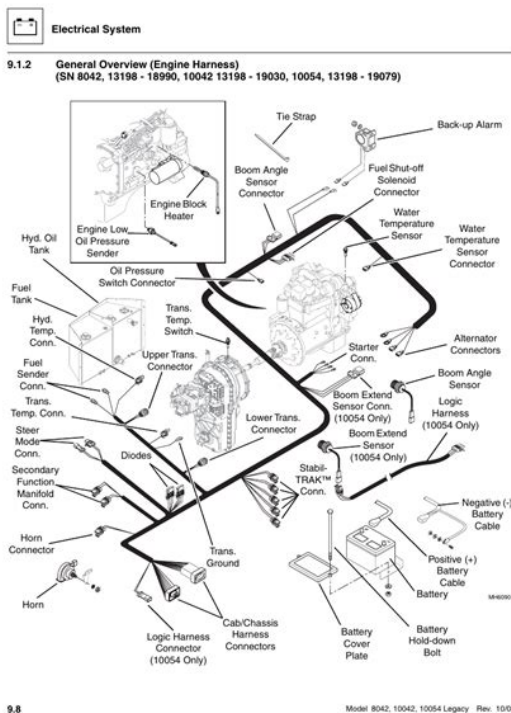 Electrical System
9.1.2 General Overview (Engine Harness)
(SN 8042, 13198 - 18990, 10042 13198 - 19030, 10054, 13198 - 19079)
Tie Strap
Back-up Alarm
Boom Angle
Sensor
Connector
Fuel Shut-off
Solenoid
Connector
Engine Block
Heater
Engine Low
Oil Pressure
Sender
Water
Temperature
Sensor
Water
Temperature
Sensor
Connector
Hyd. Oil
Tank
Oil Pressure
Switch Connector
Fuel
Tank
Trans.
Temp.
Switch
Hyd.
Temp.
Conn.
Upper Trans.
Connector
Starter
Conn.
Alternator
Connectors
Fuel
Sender
Conn.
Boom Extend
Sensor Conn.
(10054 Only)
Boom Angle
Sensor
Trans.
Temp. Conn.
Lower Trans.
Connector
Logic
Harness
(10054 Only)
Boom Extend
Sensor
(10054 Only)
Steer
Mode
Conn.
Diodes
Stabil-
TRAK™
Conn.
Secondary
Function
Manifold
Conn.
Negative (-)
Battery
Cable
Horn
Connector
Trans.
Ground
Positive (+)
Battery
Cable
Battery
MH6090
Horn
Logic Harness
Connector
(10054 Only)
Cab/Chassis
Harness
Connectors
Battery
Cover
Plate
Battery
Hold-down
Bolt
9.8
Model 8042, 10042, 10054 Legacy Rev. 10/0